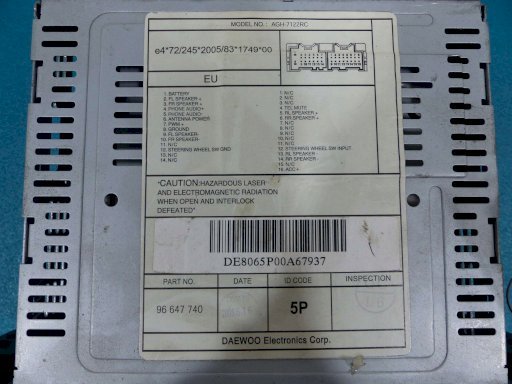 MODEL NO.: AGH-7122RC
e4*72/245*2005/83*1749*00
EU
1. BATTERY
2. FL SPEAKER +
3. FR SPEAKER +
4. PHONE AUDIO+
5. PHONE AUDIO-
6. ANTENNA POWER
7. PWM +
8. GROUND
9. FL SPEAKER-
10. FR SPEAKER-
11. N/C
12. STEERING WHEEL SW GND
13. N/C
14. N/C
1. N/C
2. N/C
3. N/C
4. TEL MUTE
5. RL SPEAKER +
6. RR SPEAKER +
7. N/C
8. N/C
9. N/C
10. N/C
11. N/C
12. STEERING WHEEL SW INPUT
13. RL SPEAKER -
14. RR SPEAKER -
15. N/C
16. ACC +
"CAUTION:HAZARDOUS LASER
AND ELECTROMAGNETIC RADIATION
WHEN OPEN AND INTERLOCK
DEFEATED"
DE8065P00A67937
PART NO. DATE ID CODE INSPECTION
96 647 740 5P
DAEWOO Electronics Corp.